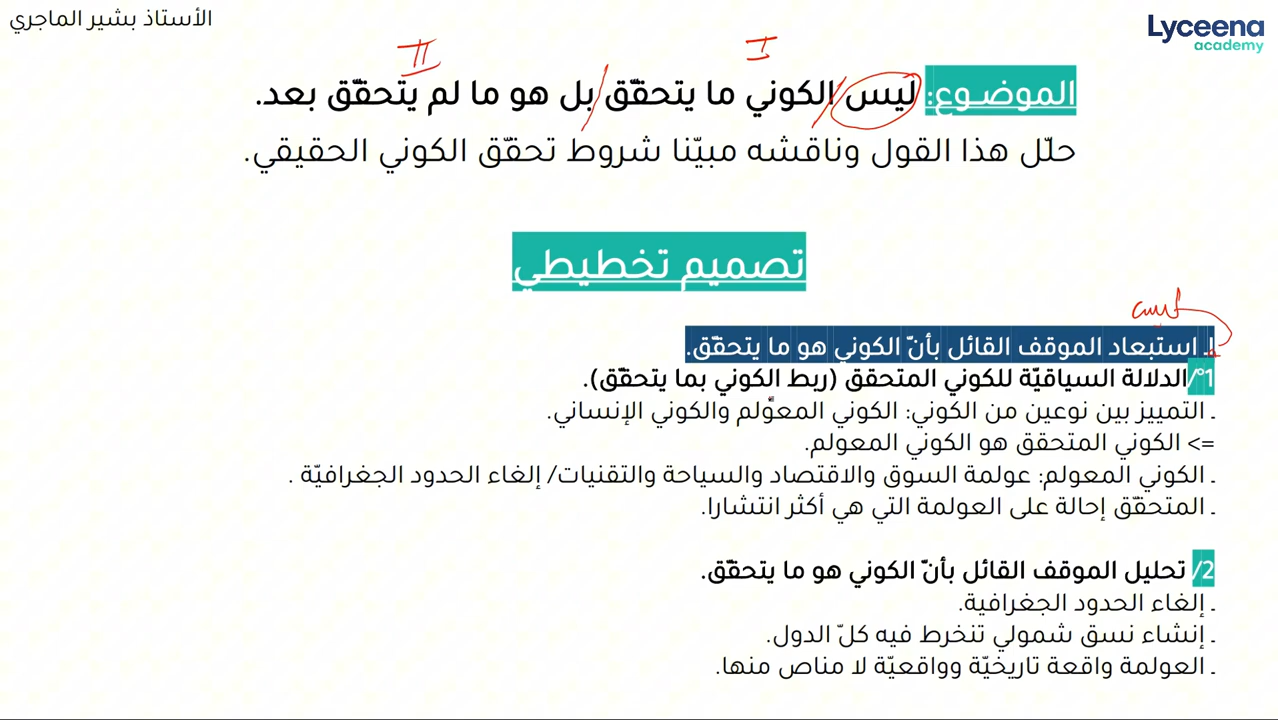 الأستاذ بشير الماجري
Lyceena
academy
I
II
الموضوع: ليس الكوني ما يتحقّق بل هو ما لم يتحقّق بعد.
حلّل هذا القول وناقشه مبيّنا شروط تحقّق الكوني الحقيقي.
تصميم تخطيطي
ليس
I. استبعاد الموقف القائل بأنّ الكوني هو ما يتحقّق.
1°/الدلالة السياقيّة للكوني المتحقق (ربط الكوني بما يتحقّق).
ـ التمييز بين نوعين من الكوني: الكوني المعولم والكوني الإنساني.
=> الكوني المتحقق هو الكوني المعولم.
ـ الكوني المعولم: عولمة السوق والاقتصاد والسياحة والتقنيات/ إلغاء الحدود الجغرافيّة .
ـ المتحقّق إحالة على العولمة التي هي أكثر انتشارا.
2/ تحليل الموقف القائل بأنّ الكوني هو ما يتحقّق.
ـ إلغاء الحدود الجغرافية.
ـ إنشاء نسق شمولي تنخرط فيه كلّ الدول.
ـ العولمة واقعة تاريخيّة وواقعيّة لا مناص منها.